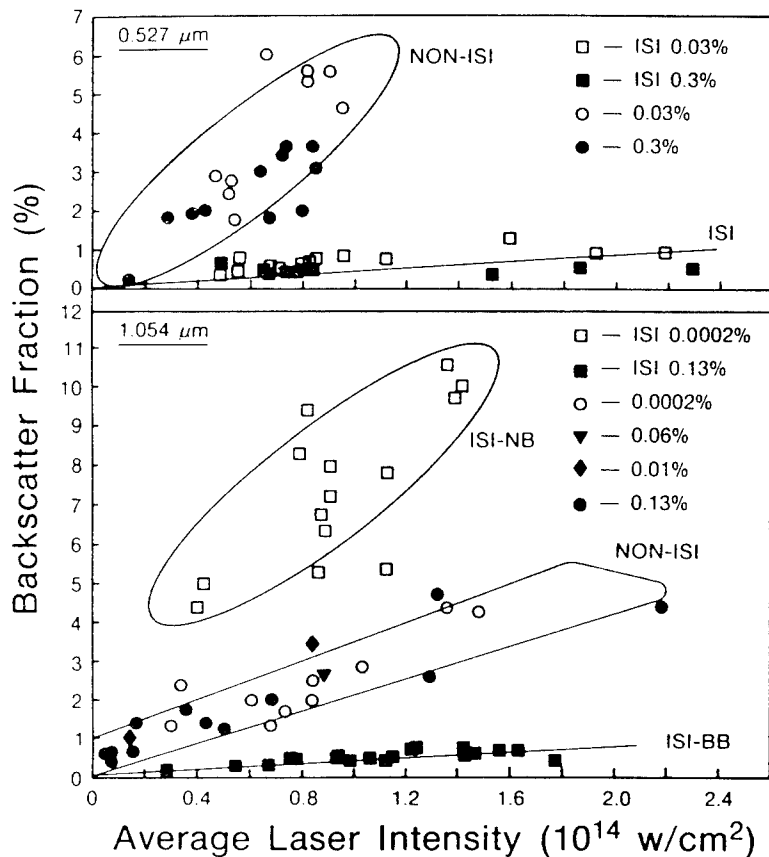 Backscatter Fraction (%)
0.527 μm
NON-ISI
ISI
□ — ISI 0.03%
■ — ISI 0.3%
○ — 0.03%
● — 0.3%
7
6
5
4
3
2
1
0
1.054 μm
ISI-NB
NON-ISI
ISI-BB
□ — ISI 0.0002%
■ — ISI 0.13%
○ — 0.0002%
▼ — 0.06%
◆ — 0.01%
● — 0.13%
12
11
10
9
8
7
6
5
4
3
2
1
0
0 0.4 0.8 1.2 1.6 2.0 2.4
Average Laser Intensity (10¹⁴ w/cm²)